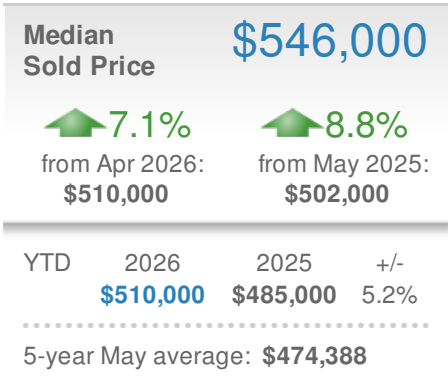 Median $546,000
Sold Price
7.1% 8.8%
from Apr 2026: from May 2025:
$510,000 $502,000
YTD 2026 2025 +/-
$510,000 $485,000 5.2%
5-year May average: $474,388